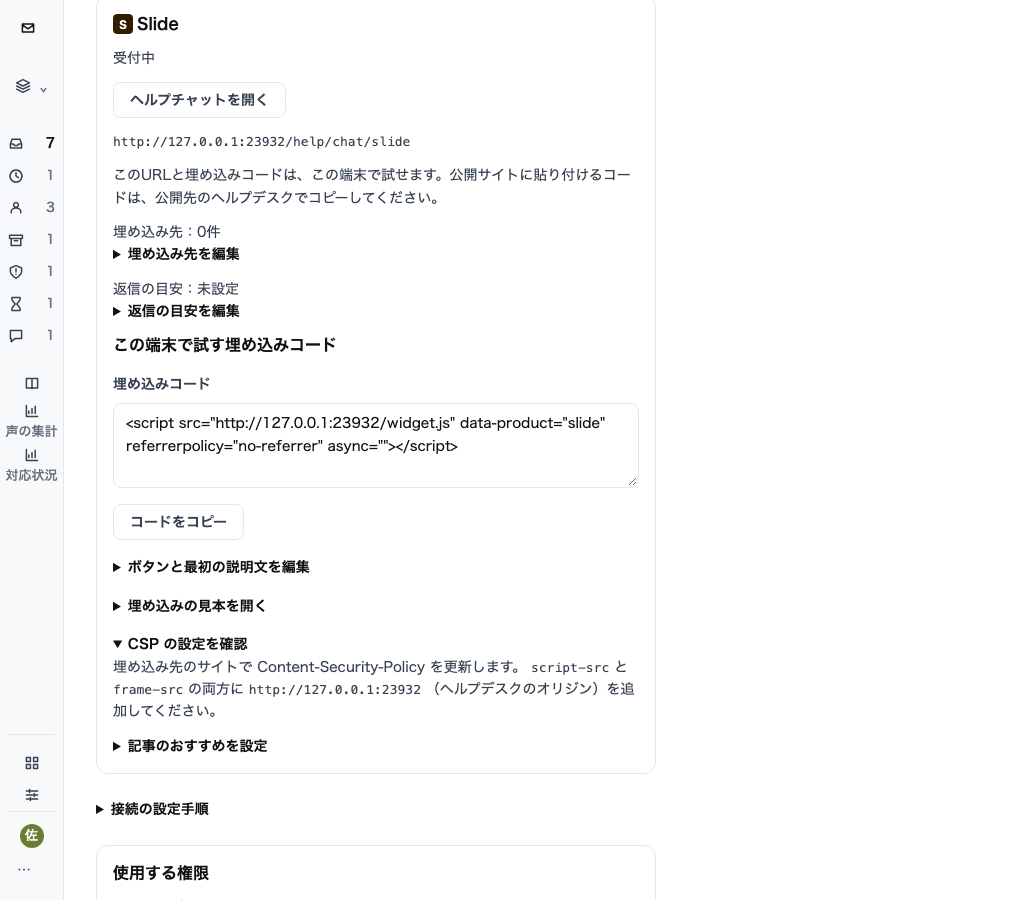 S Slide
受付中
ヘルプチャットを開く
7
http://127.0.0.1:23932/help/chat/slide
1
このURLと埋め込みコードは、この端末で試せます。公開サイトに貼り付けるコー
ドは、公開先のヘルプデスクでコピーしてください。
3
埋め込み先：0件
1
▶ 埋め込み先を編集
1
返信の目安：未設定
1
▶ 返信の目安を編集
1
この端末で試す埋め込みコード
埋め込みコード
声の集計
対応状況
<script src="http://127.0.0.1:23932/widget.js" data-product="slide"
referrerpolicy="no-referrer" async=""></script>
コードをコピー
▶ ボタンと最初の説明文を編集
▶ 埋め込みの見本を開く
▼ CSP の設定を確認
埋め込み先のサイトで Content-Security-Policy を更新します。 script-src と
frame-src の両方に http://127.0.0.1:23932 （ヘルプデスクのオリジン）を追
加してください。
▶ 記事のおすすめを設定
▶ 接続の設定手順
佐
…
使用する権限